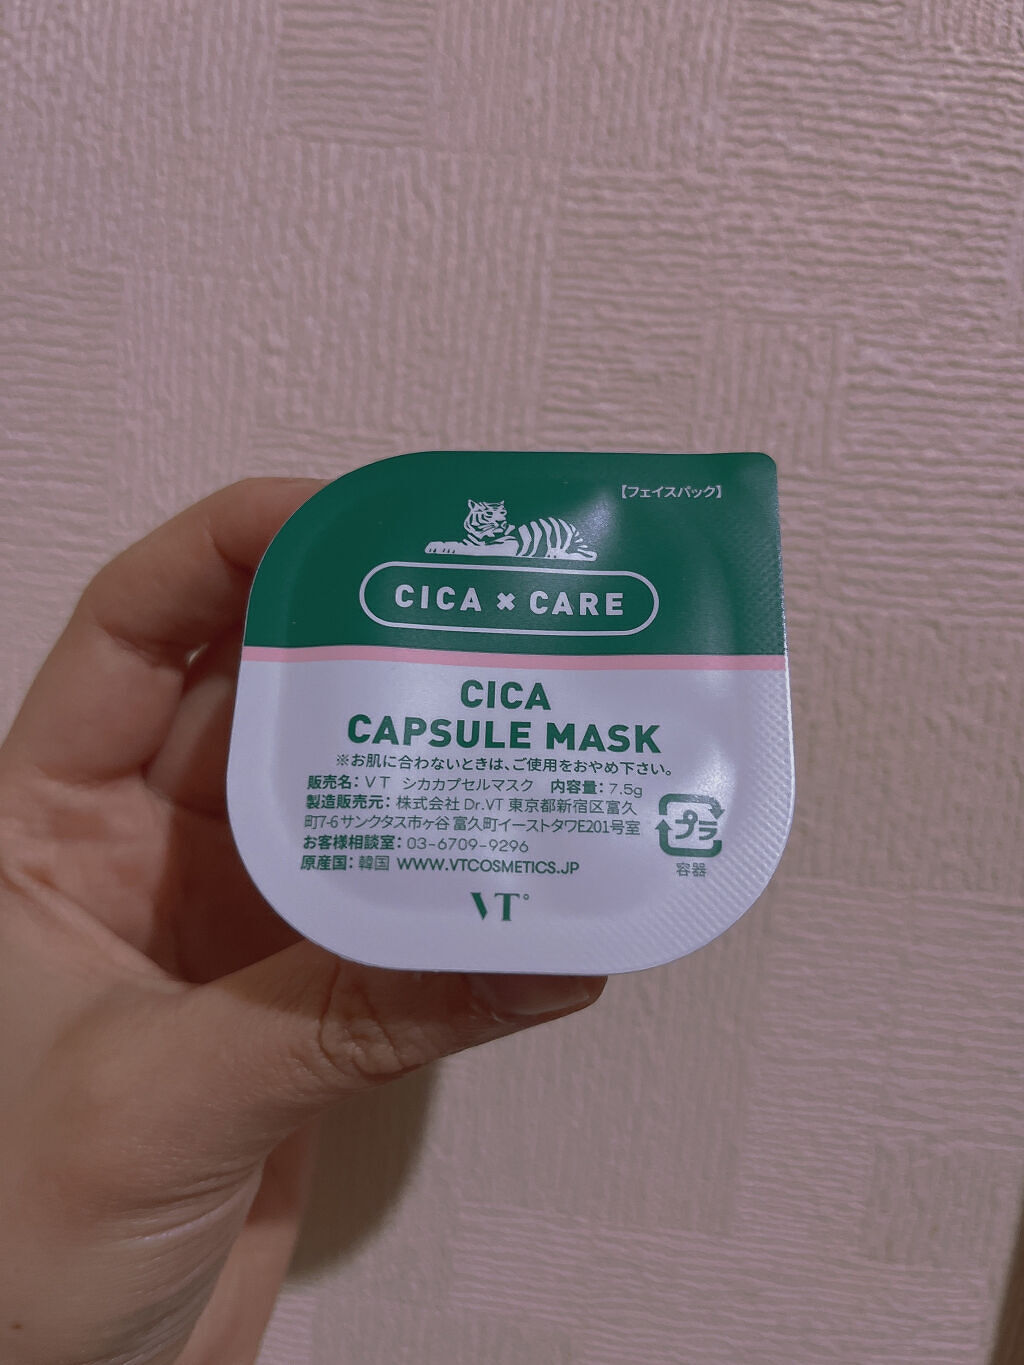 【フェイスパック】
CICA × CARE
CICA
CAPSULE MASK
※お肌に合わないときは、ご使用をおやめ下さい。
販売名：VT シカカプセルマスク 内容量：7.5g
製造販売元：株式会社 Dr.VT 東京都新宿区富久
町7-6 サンクタス市ヶ谷 富久町イーストタワE201号室
お客様相談室：03-6709-9296
原産国：韓国 WWW.VTCOSMETICS.JP
プラ
容器
VT°